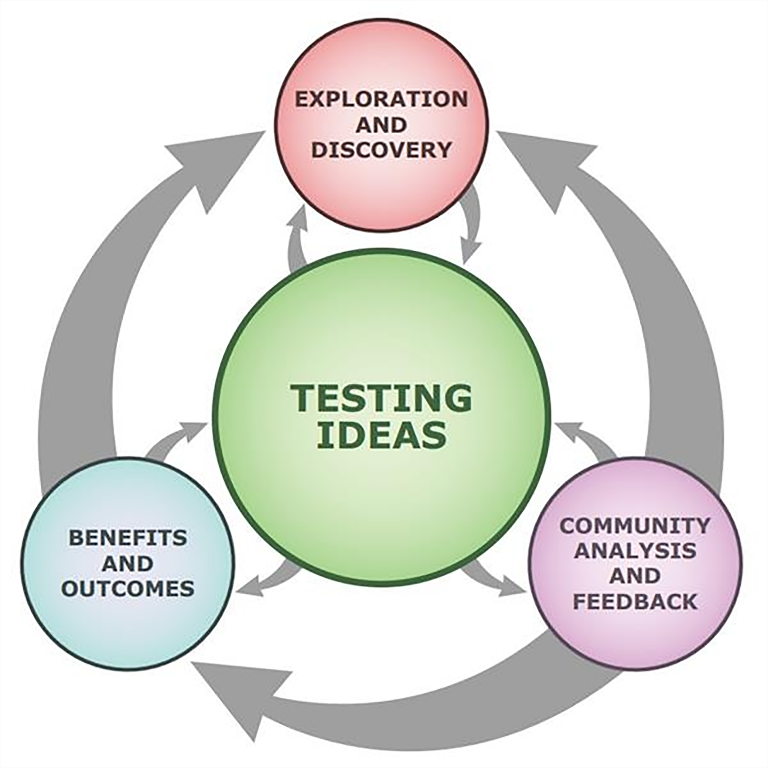 EXPLORATION
AND
DISCOVERY
TESTING
IDEAS
BENEFITS
AND
OUTCOMES
COMMUNITY
ANALYSIS
AND
FEEDBACK